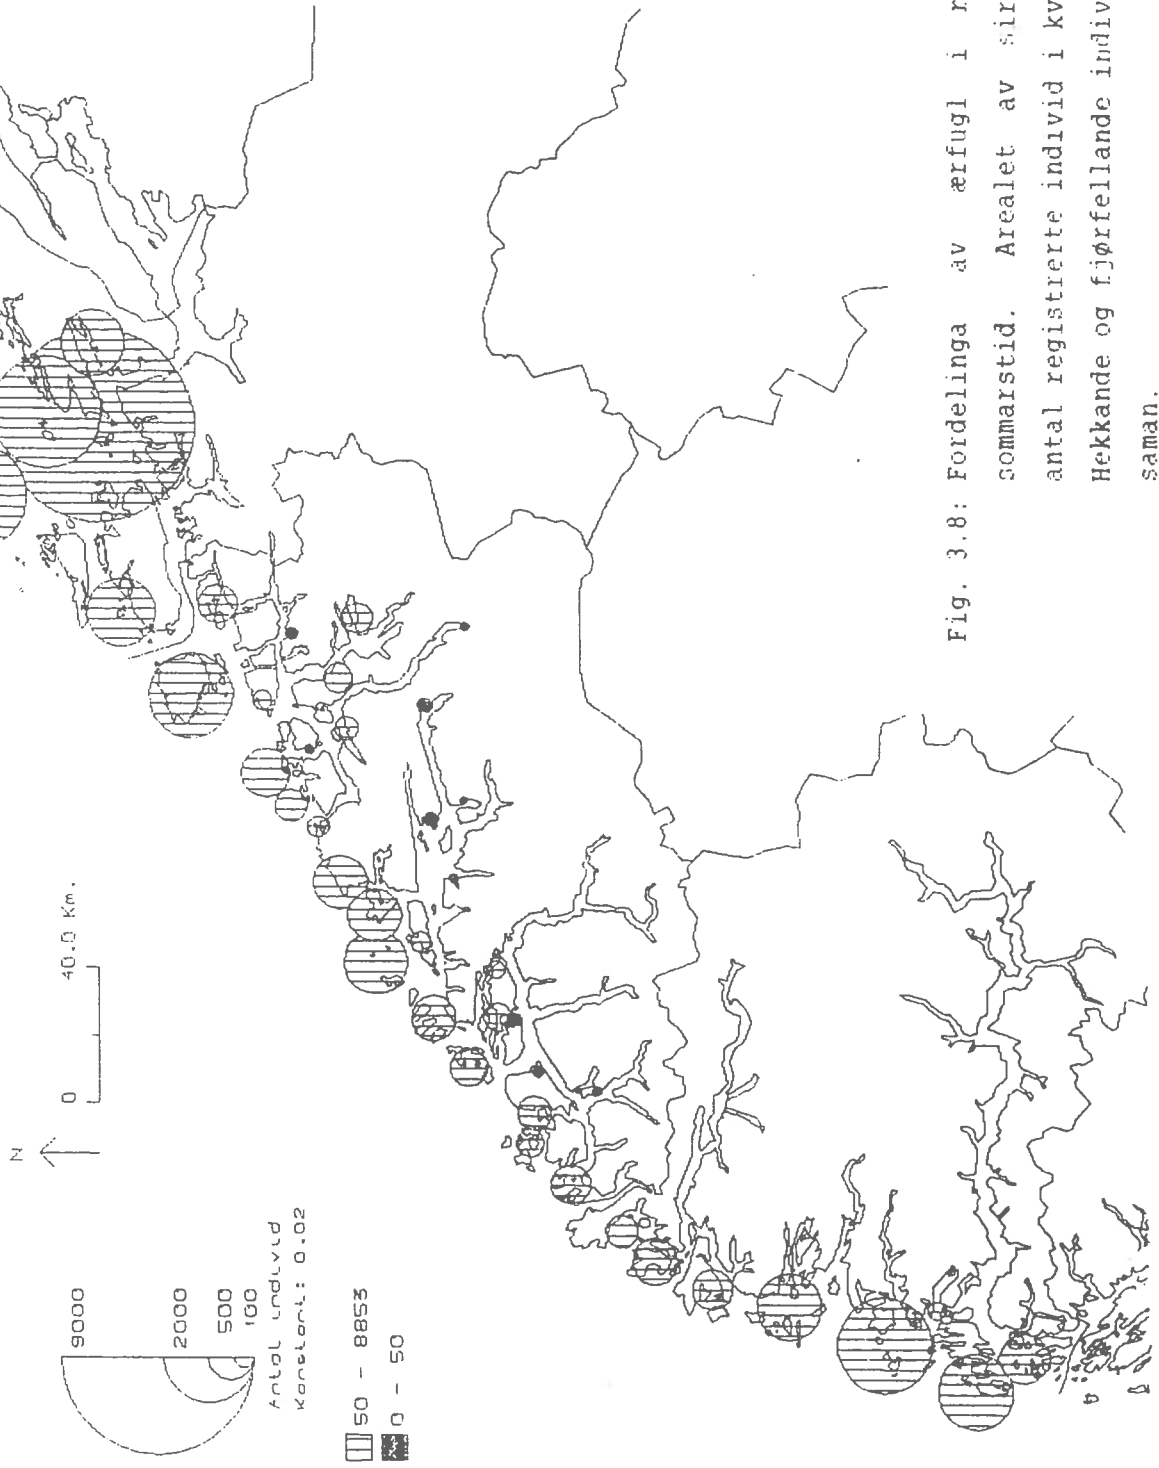 9000
2000
500
100
Antal individ
Konstant: 0.02
50 - 8853
0 - 50
N
0 40.0 Km.
Fig. 3.8: Fordelinga av ærfugl i
sommarstid. Arealet av
antal registrerte individ i
Hekkande og fjørfellande
saman.